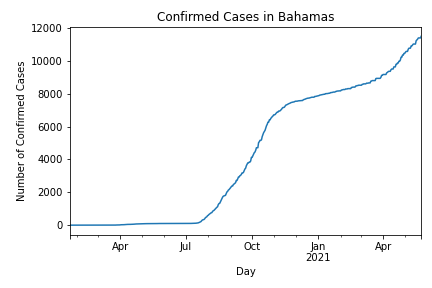 Confirmed Cases in Bahamas
Number of Confirmed Cases
12000
10000
8000
6000
4000
2000
0
Apr Jul Oct Jan Apr
2021
Day